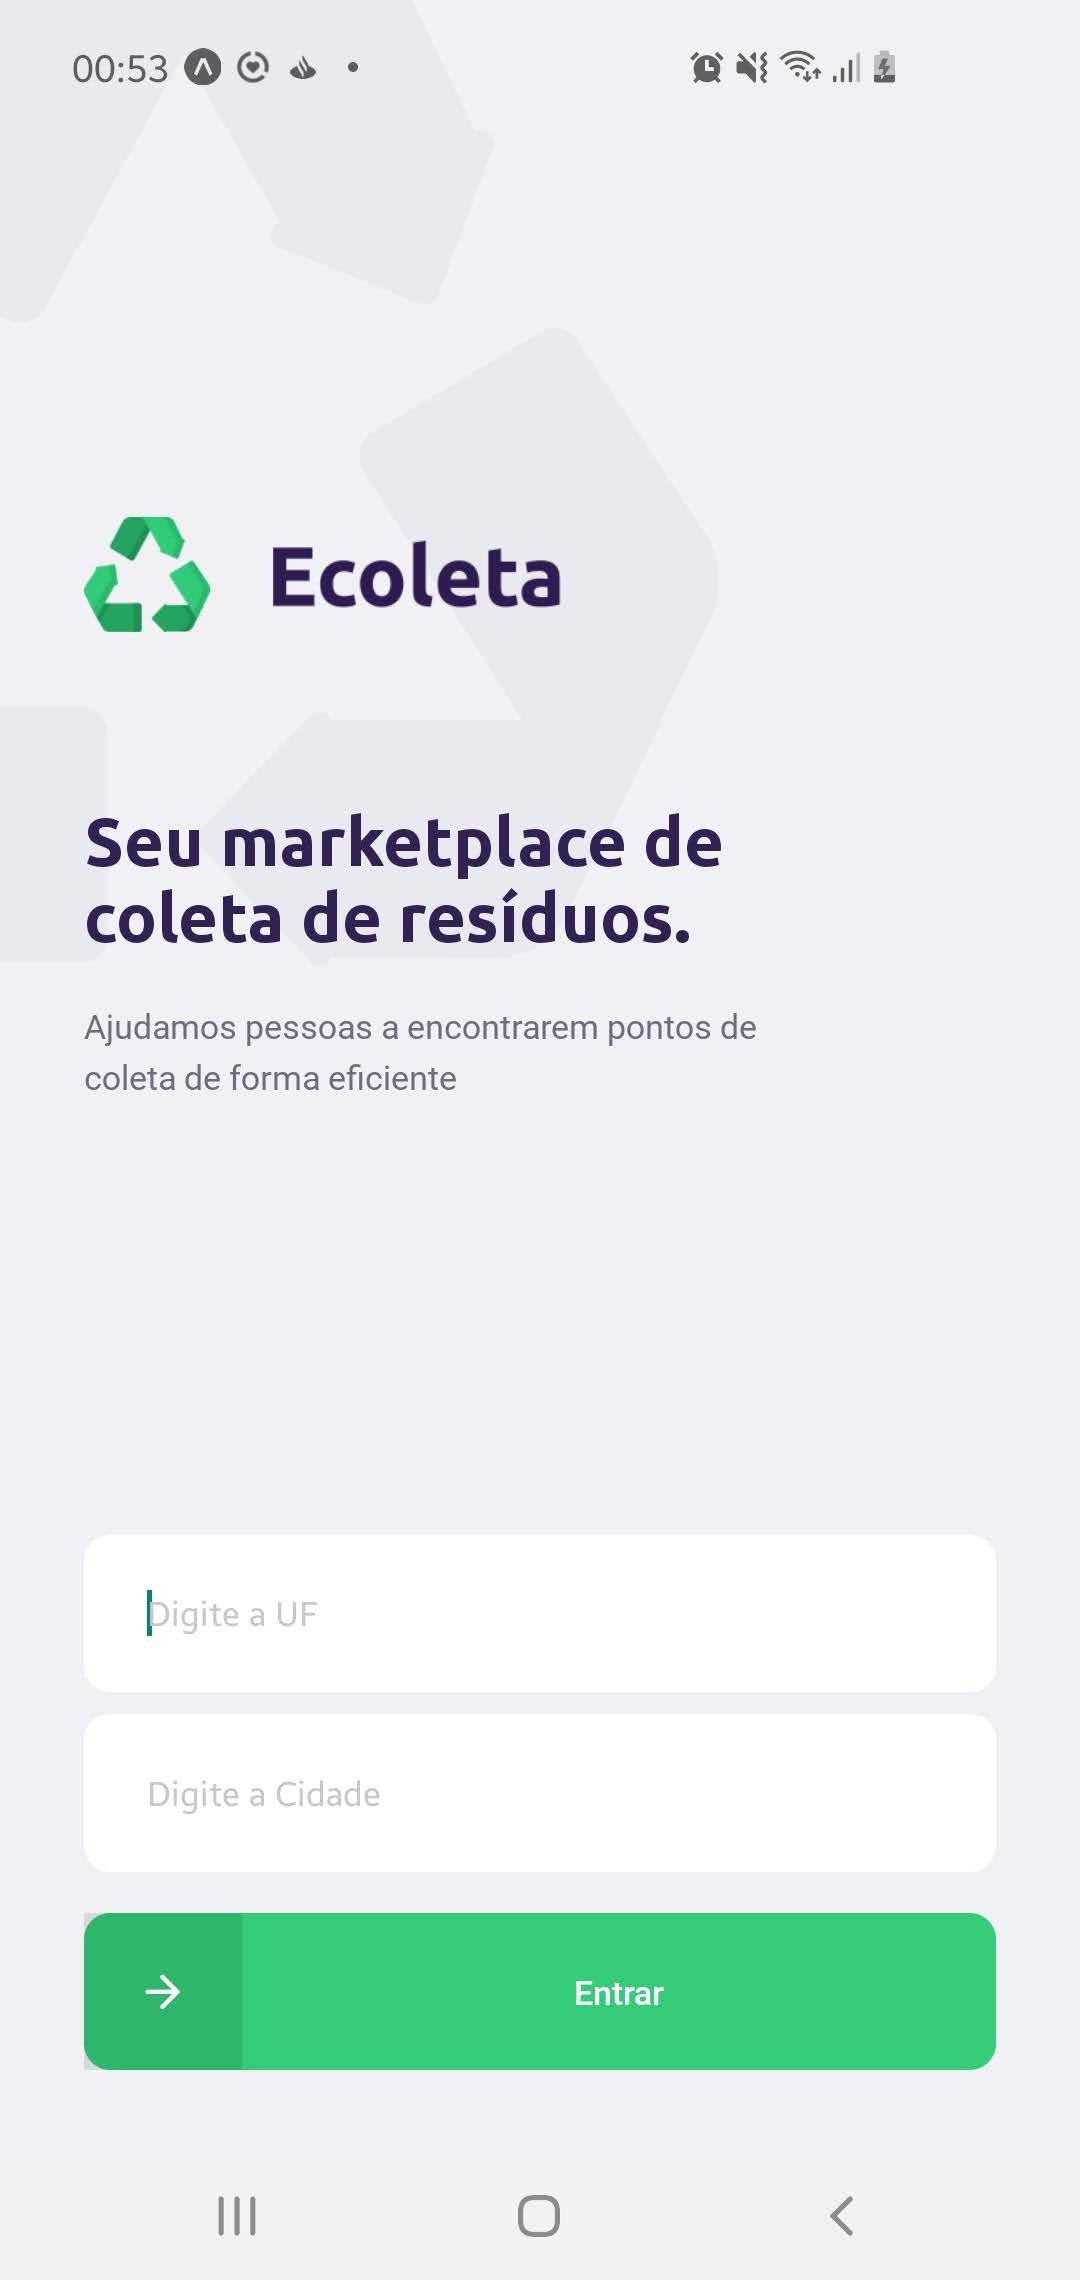 00:53
Ecoleta
Seu marketplace de
coleta de resíduos.
Ajudamos pessoas a encontrarem pontos de
coleta de forma eficiente
Digite a UF
Digite a Cidade
Entrar